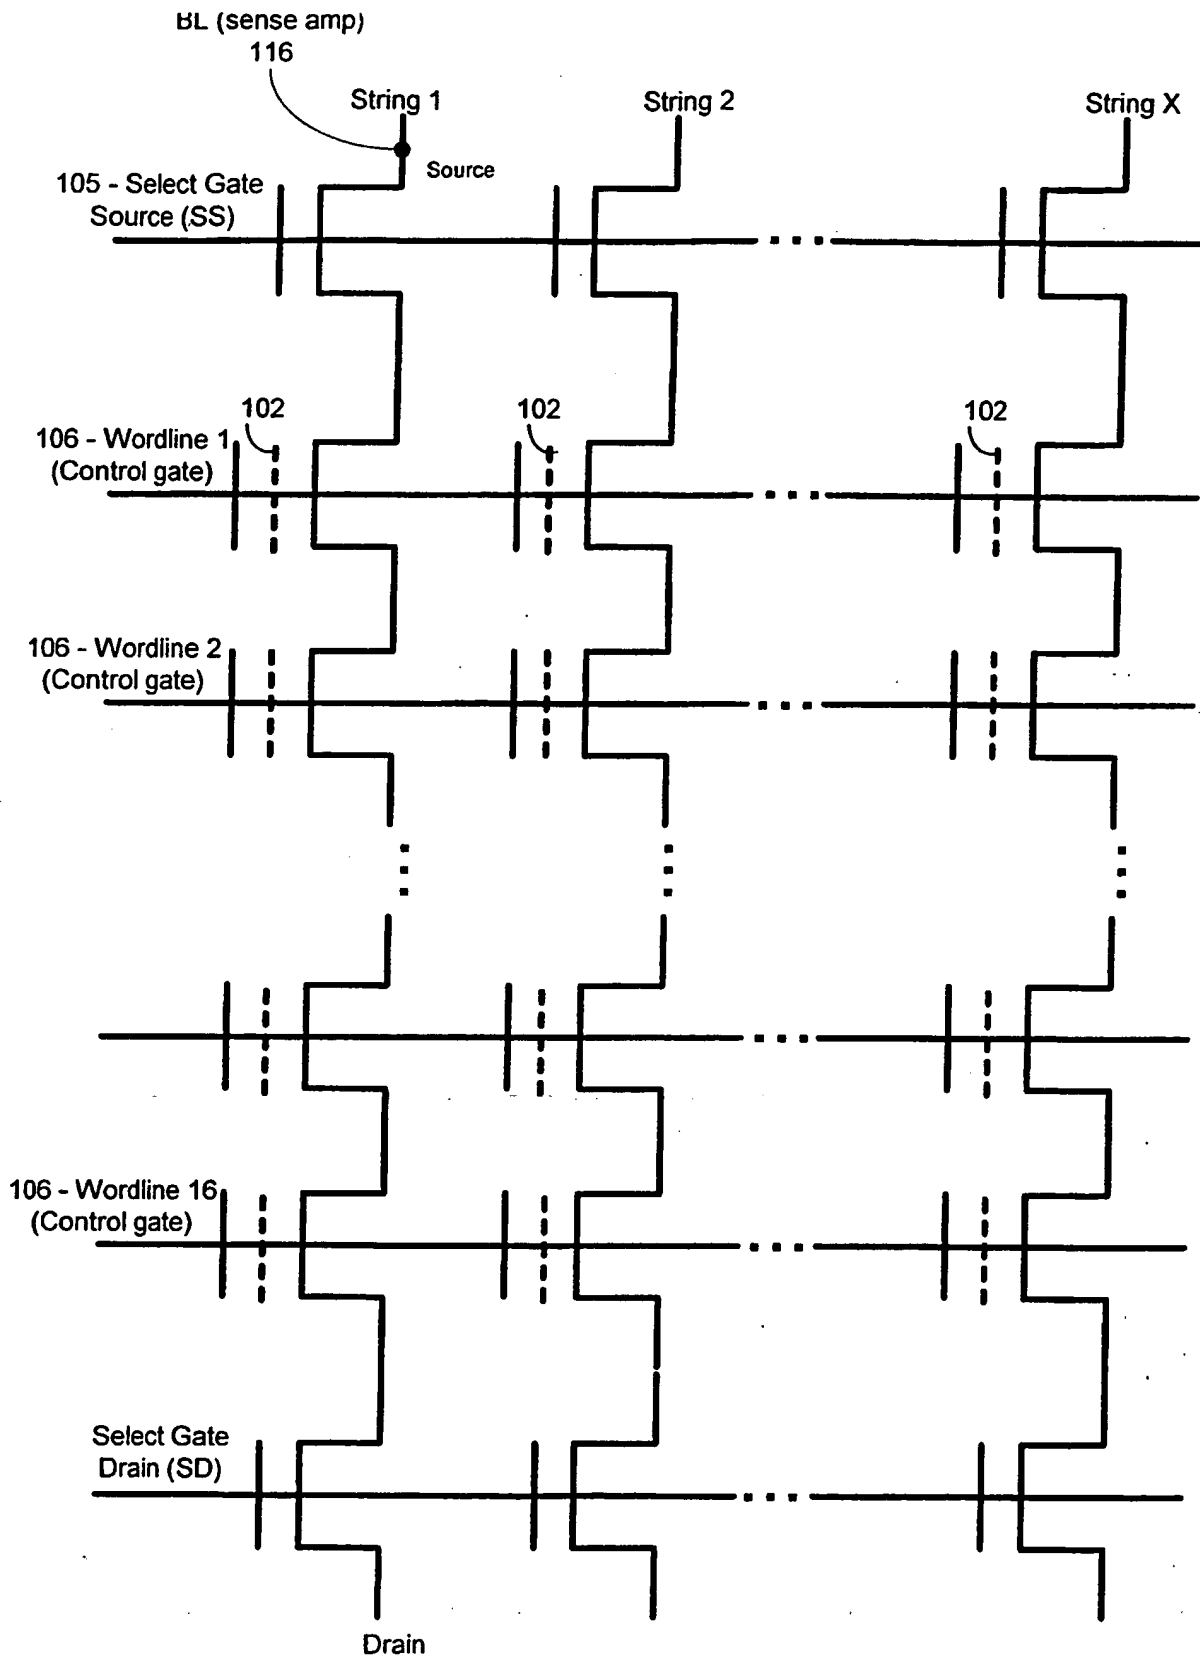 BL (sense amp)
116
String 1
String 2
String X
Source
105 - Select Gate
Source (SS)
102
102
102
106 - Wordline 1
(Control gate)
106 - Wordline 2
(Control gate)
106 - Wordline 16
(Control gate)
Select Gate
Drain (SD)
Drain